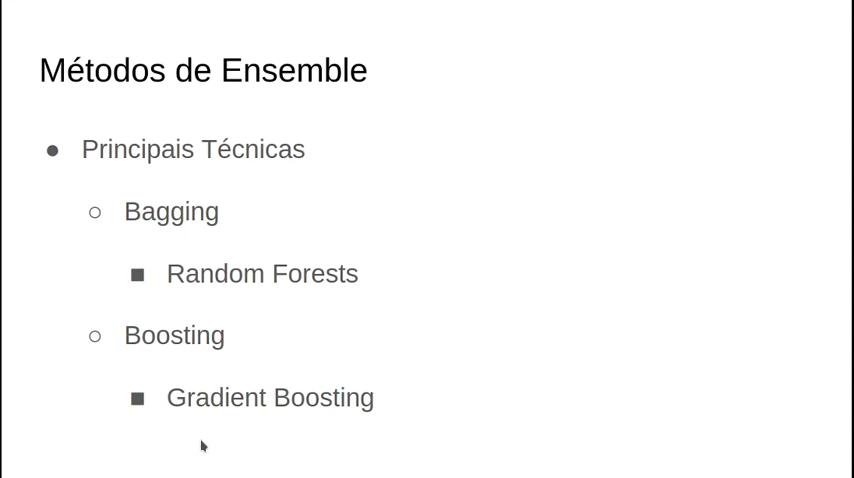 Métodos de Ensemble
Principais Técnicas
Bagging
Random Forests
Boosting
Gradient Boosting